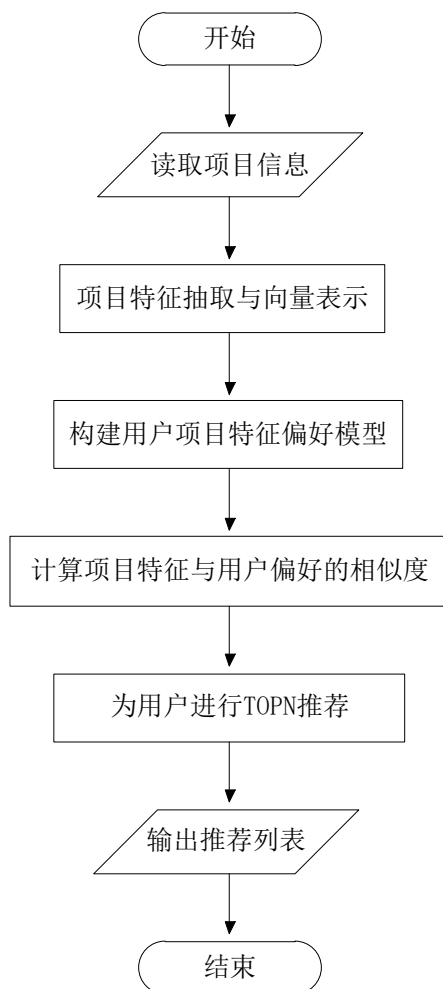 开始
读取项目信息
项目特征抽取与向量表示
构建用户项目特征偏好模型
计算项目特征与用户偏好的相似度
为用户进行TOPN推荐
输出推荐列表
结束